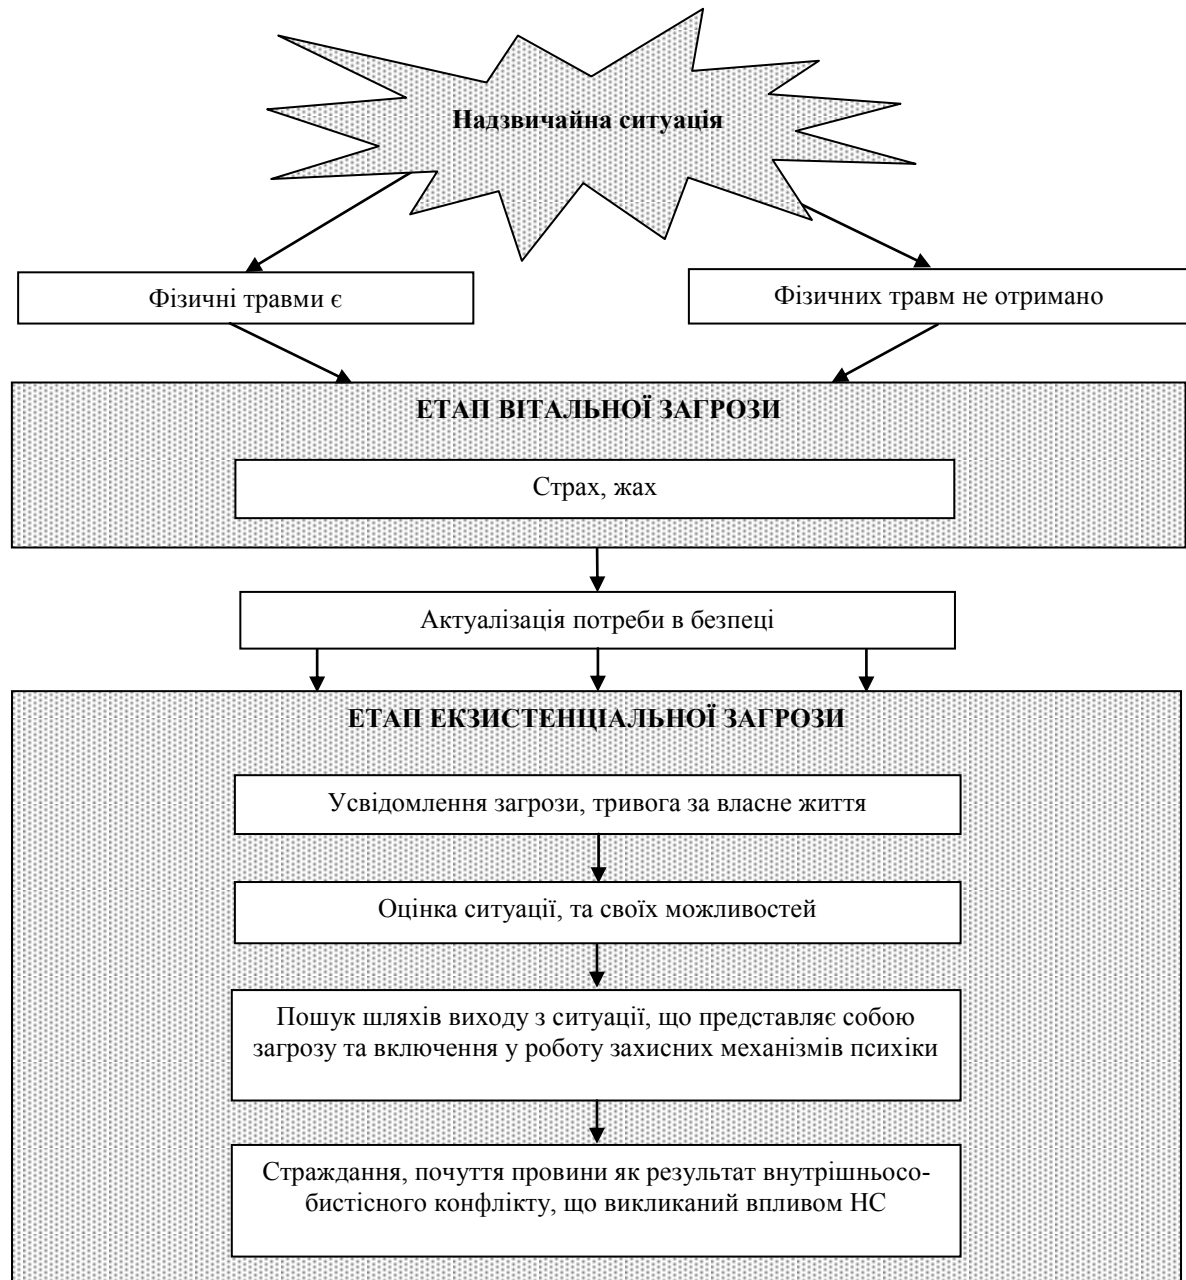 Надзвичайна ситуація
Фізичні травми є
Фізичних травм не отримано
ЕТАП ВІТАЛЬНОЇ ЗАГРОЗИ
Страх, жах
Актуалізація потреби в безпеці
ЕТАП ЕКЗИСТЕНЦІАЛЬНОЇ ЗАГРОЗИ
Усвідомлення загрози, тривога за власне життя
Оцінка ситуації, та своїх можливостей
Пошук шляхів виходу з ситуації, що представляє собою
загрозу та включення у роботу захисних механізмів психіки
Страждання, почуття провини як результат внутрішньосо-
бистісного конфлікту, що викликаний впливом НС